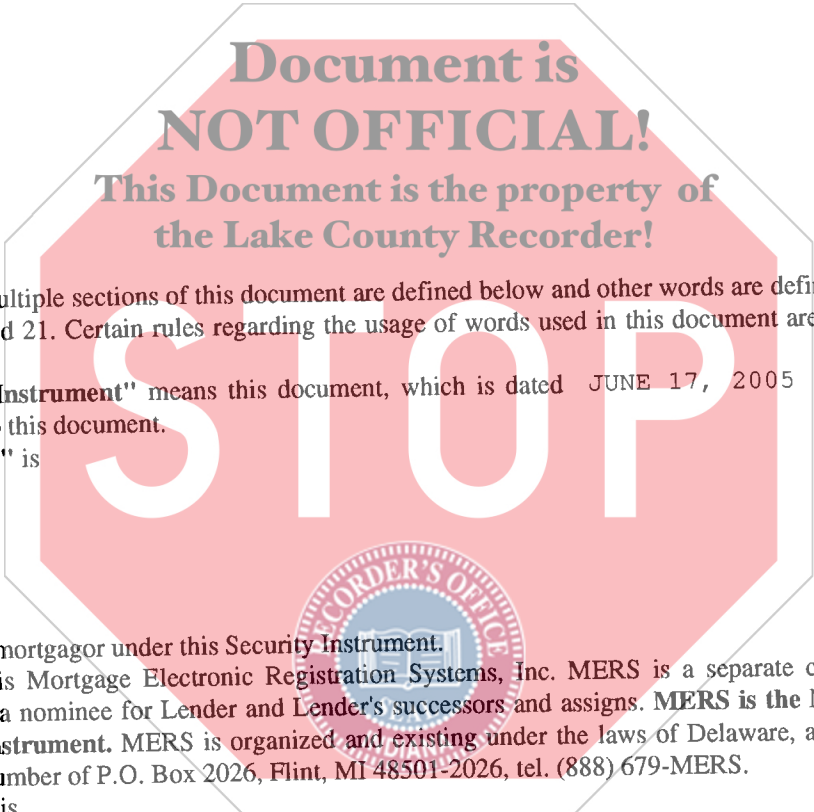 Document is
NOT OFFICIAL!
This Document is the property of
the Lake County Recorder!
ultiple sections of this document are defined below and other words are defin
d 21. Certain rules regarding the usage of words used in this document are
Instrument" means this document, which is dated JUNE 17, 2005
this document.
" is
STOP
RECORDER'S OFFICE
mortgagor under this Security Instrument.
is Mortgage Electronic Registration Systems, Inc. MERS is a separate c
a nominee for Lender and Lender's successors and assigns. MERS is the
strument. MERS is organized and existing under the laws of Delaware, a
umber of P.O. Box 2026, Flint, MI 48501-2026, tel. (888) 679-MERS.
is